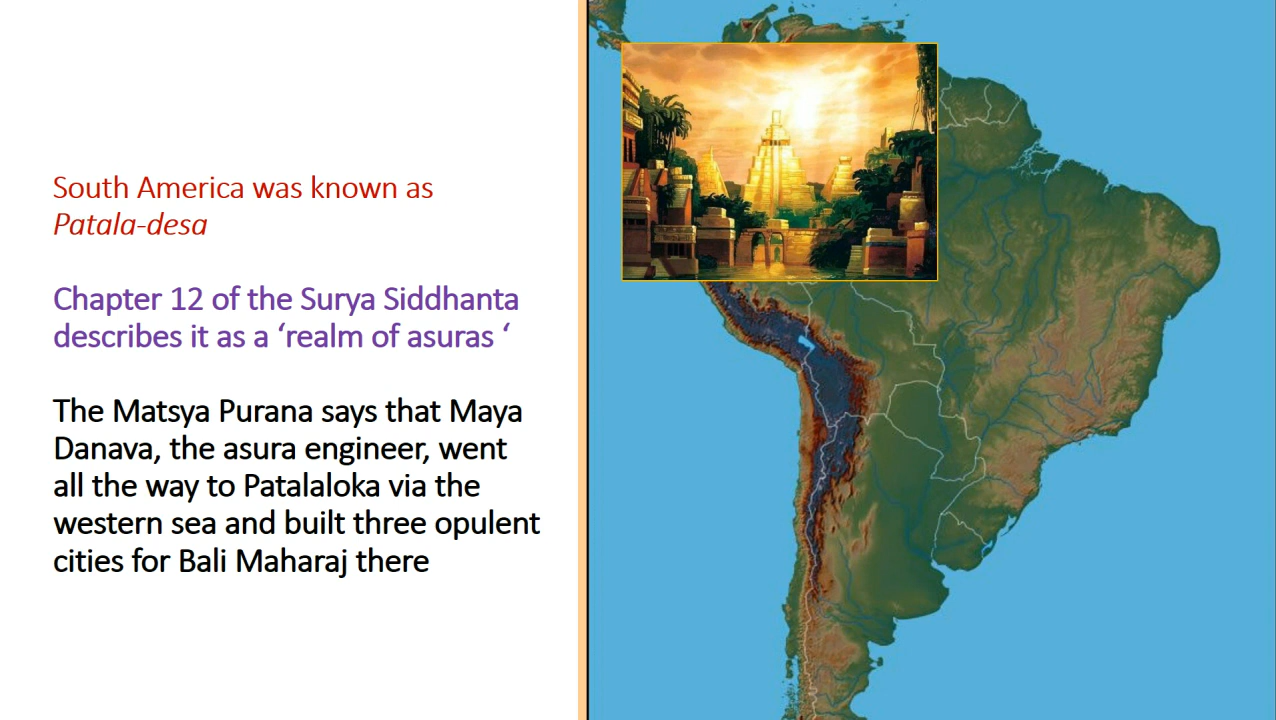 South America was known as
Patala-desa
Chapter 12 of the Surya Siddhanta
describes it as a ‘realm of asuras ‘
The Matsya Purana says that Maya
Danava, the asura engineer, went
all the way to Patalaloka via the
western sea and built three opulent
cities for Bali Maharaj there